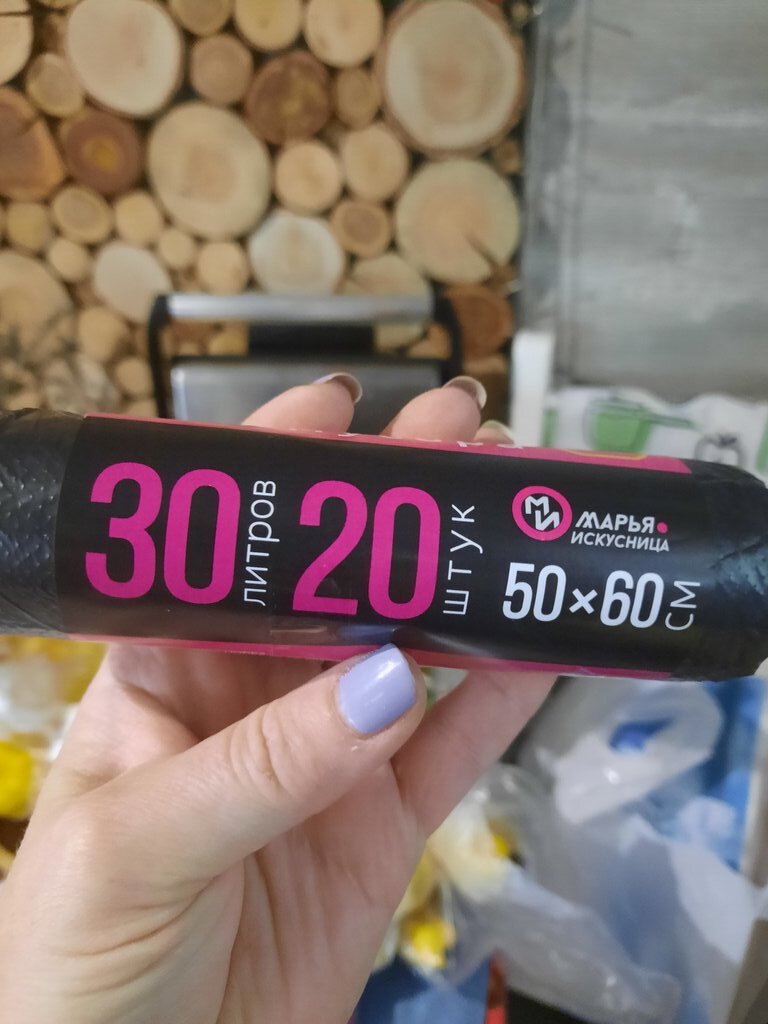 30 литров 20 штук
МИ
МАРЬЯ.
ИСКУСНИЦА
50×60 см